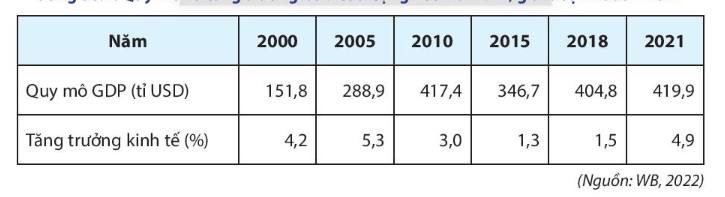 Năm 2000 2005 2010 2015 2018 2021
Quy mô GDP (tỉ USD) 151,8 288,9 417,4 346,7 404,8 419,9
Tăng trưởng kinh tế (%) 4,2 5,3 3,0 1,3 1,5 4,9
(Nguồn: WB, 2022)